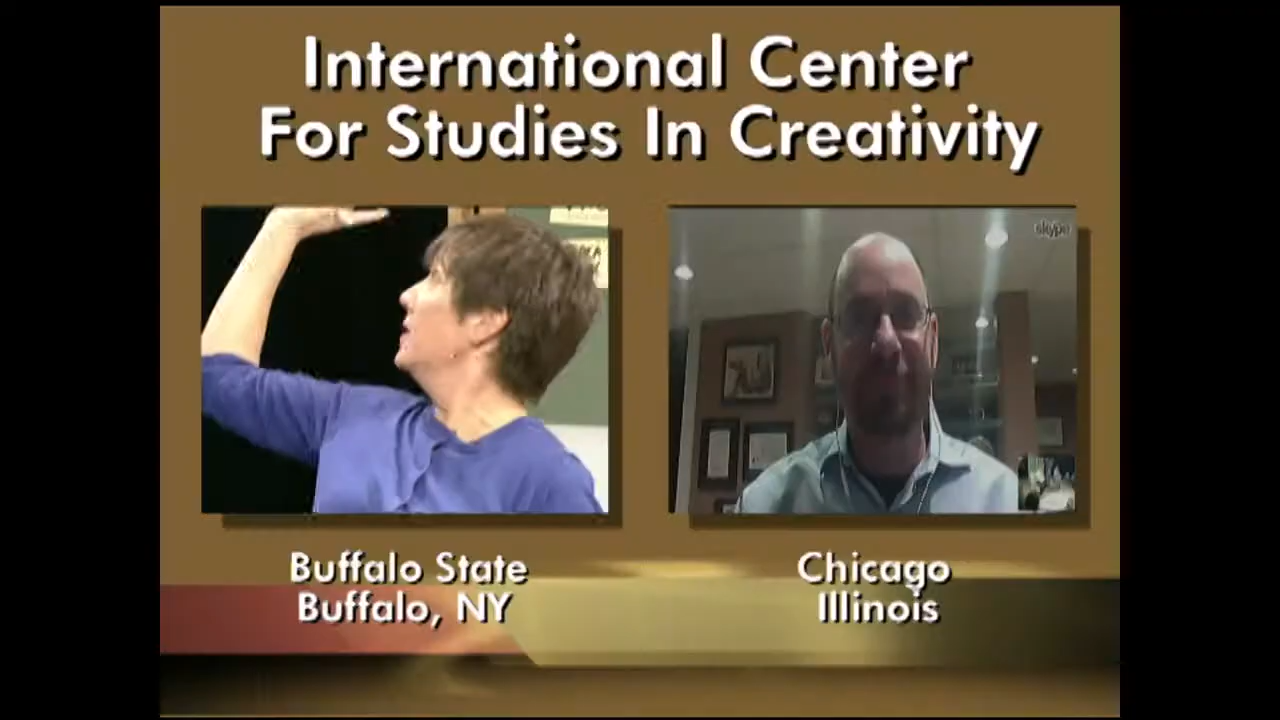 International Center
For Studies In Creativity
skype
Buffalo State
Buffalo, NY
Chicago
Illinois